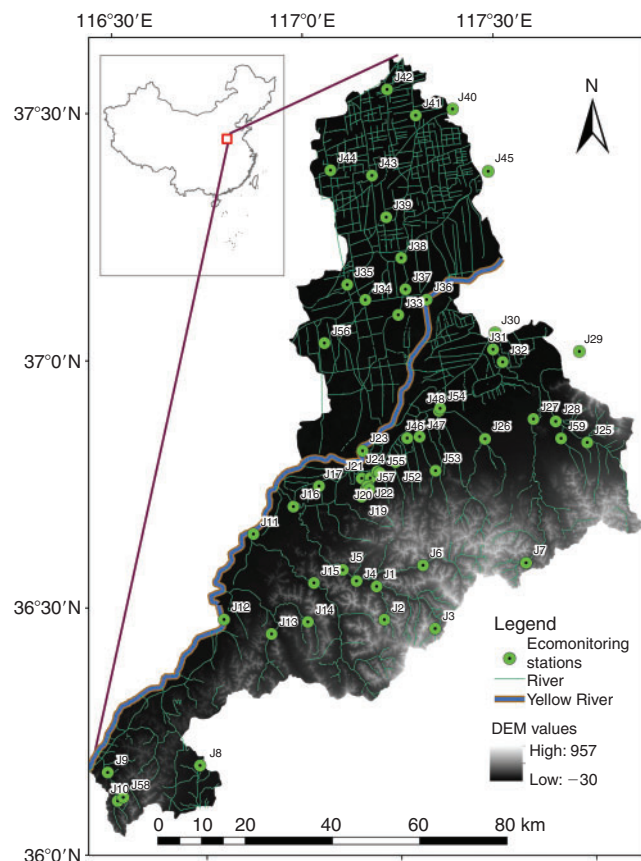 116°30′E
117°0′E
117°30′E
J42
J41
J40
N
37°30′N
J44
J43
J45
J39
J38
J35
J37
J34
J36
J33
J30
J56
J31
J29
37°0′N
J32
J48
J54
J27
J28
J23
J46
J47
J26
J59
J25
J24
J55
J21
J53
J17
J57
J52
J16
J20
J22
J19
J11
J5
J6
J7
J15
J4
J1
36°30′N
J12
J14
J2
J3
J13
Legend
Ecomonitoring
stations
River
Yellow River
DEM values
High: 957
Low: −30
J9
J8
J10
J58
0
10
20
40
60
80 km
36°0′N